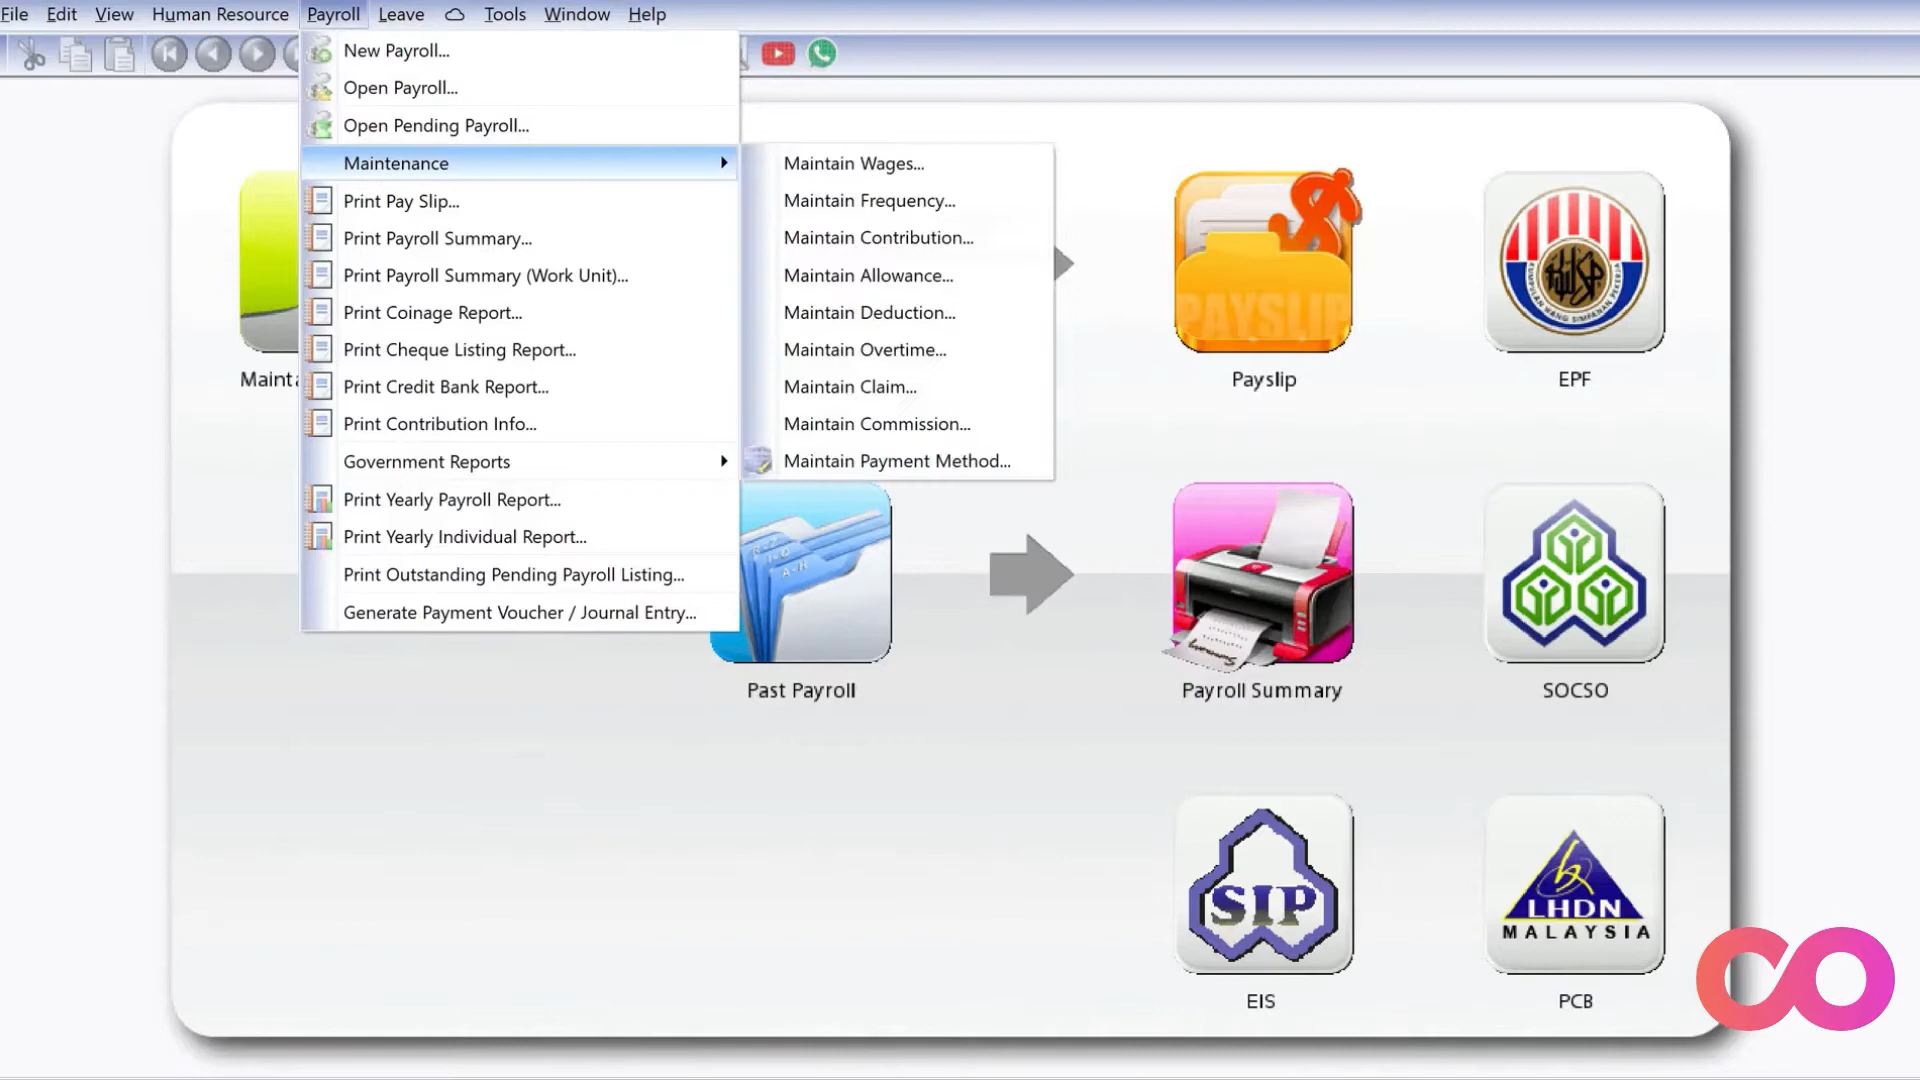 File Edit View Human Resource Payroll Leave Tools Window Help
New Payroll...
Open Payroll...
Open Pending Payroll...
Maintenance
Print Pay Slip...
Print Payroll Summary...
Print Payroll Summary (Work Unit)...
Print Coinage Report...
Print Cheque Listing Report...
Print Credit Bank Report...
Print Contribution Info...
Government Reports
Print Yearly Payroll Report...
Print Yearly Individual Report...
Print Outstanding Pending Payroll Listing...
Generate Payment Voucher / Journal Entry...
Maintain Wages...
Maintain Frequency...
Maintain Contribution...
Maintain Allowance...
Maintain Deduction...
Maintain Overtime...
Maintain Claim...
Maintain Commission...
Maintain Payment Method...
PAYSLIP
Payslip
KUMPULAN WANG SIMPANAN PEKERJA
EPF
A-H
Past Payroll
Summary
Payroll Summary
SOCSO
SIP
EIS
LHDN
MALAYSIA
PCB